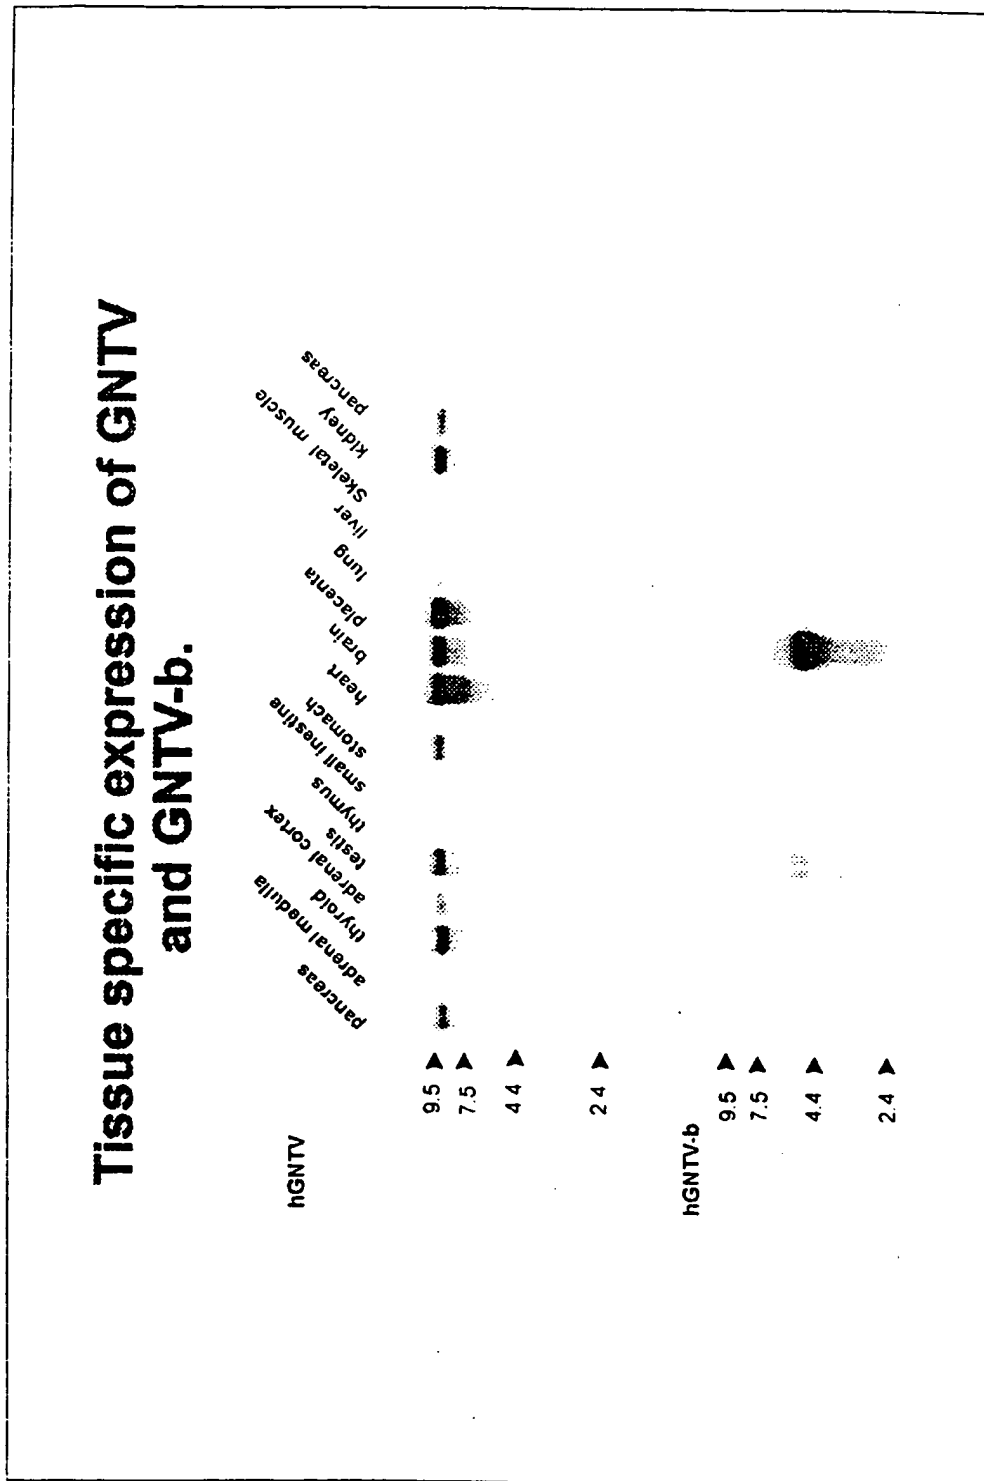 Tissue specific expression of GNTV
and GNTV-b.
hGNTV
pancreas
adrenal medulla
thyroid
adrenal cortex
testis
thymus
small inestine
stomach
heart
brain
placenta
lung
liver
Skeletal muscle
kidney
pancreas
9.5
7.5
4 4
2 4
hGNTV-b
9.5
7.5
4.4
2.4